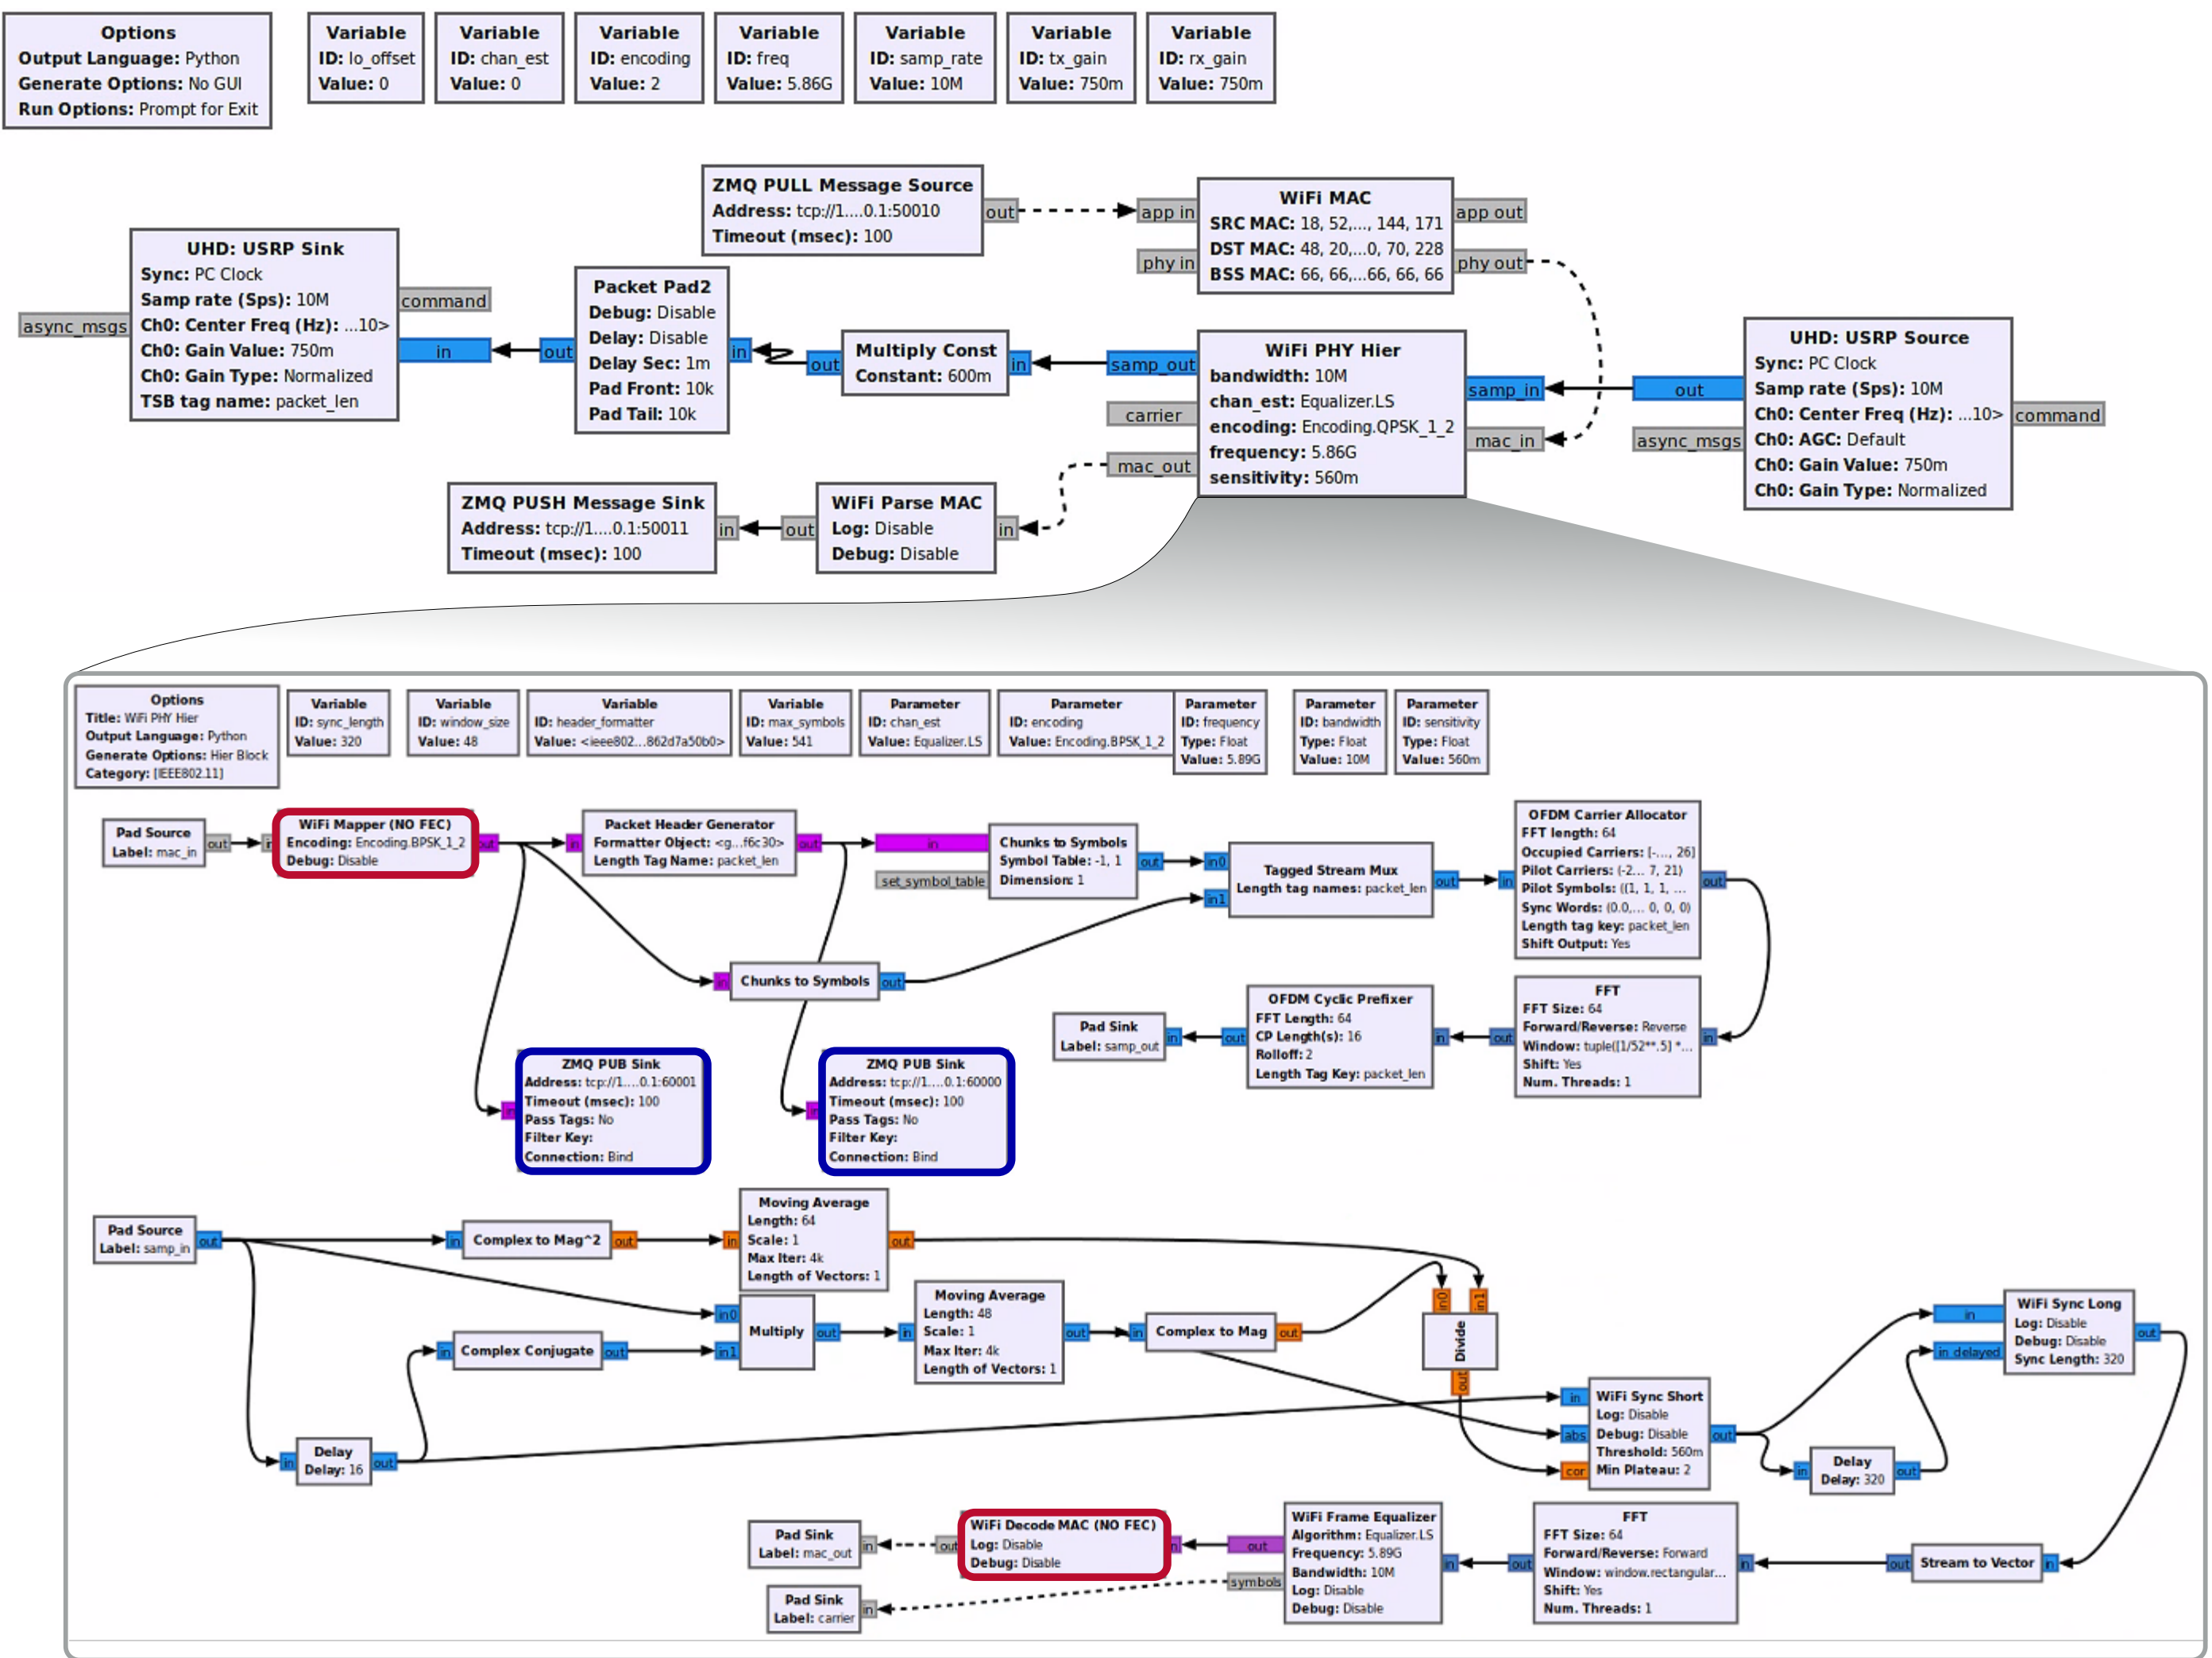 Options
Output Language: Python
Generate Options: No GUI
Run Options: Prompt for Exit
Variable
ID: lo_offset
Value: 0
Variable
ID: chan_est
Value: 0
Variable
ID: encoding
Value: 2
Variable
ID: freq
Value: 5.86G
Variable
ID: samp_rate
Value: 10M
Variable
ID: tx_gain
Value: 750m
Variable
ID: rx_gain
Value: 750m
ZMQ PULL Message Source
Address: tcp://1....0.1:50010
Timeout (msec): 100
out
app in
phy in
WiFi MAC
SRC MAC: 18, 52,..., 144, 171
DST MAC: 48, 20,...0, 70, 228
BSS MAC: 66, 66,...66, 66, 66
app out
phy out
async_msgs
UHD: USRP Sink
Sync: PC Clock
Samp rate (Sps): 10M
Ch0: Center Freq (Hz): ...10>
Ch0: Gain Value: 750m
Ch0: Gain Type: Normalized
TSB tag name: packet_len
command
in
out
Packet Pad2
Debug: Disable
Delay: Disable
Delay Sec: 1m
Pad Front: 10k
Pad Tail: 10k
in
out
Multiply Const
Constant: 600m
in
samp_out
carrier
mac_out
WiFi PHY Hier
bandwidth: 10M
chan_est: Equalizer.LS
encoding: Encoding.QPSK_1_2
frequency: 5.86G
sensitivity: 560m
samp_in
mac_in
out
async_msgs
UHD: USRP Source
Sync: PC Clock
Samp rate (Sps): 10M
Ch0: Center Freq (Hz): ...10>
Ch0: AGC: Default
Ch0: Gain Value: 750m
Ch0: Gain Type: Normalized
command
ZMQ PUSH Message Sink
Address: tcp://1....0.1:50011
Timeout (msec): 100
in
out
WiFi Parse MAC
Log: Disable
Debug: Disable
in
Options
Title: WiFi PHY Hier
Output Language: Python
Generate Options: Hier Block
Category: [IEEE802.11]
Variable
ID: sync_length
Value: 320
Variable
ID: window_size
Value: 48
Variable
ID: header_formatter
Value: <ieee802...862d7a50b0>
Variable
ID: max_symbols
Value: 541
Parameter
ID: chan_est
Value: Equalizer.LS
Parameter
ID: encoding
Value: Encoding.BPSK_1_2
Parameter
ID: frequency
Type: Float
Value: 5.89G
Parameter
ID: bandwidth
Type: Float
Value: 10M
Parameter
ID: sensitivity
Type: Float
Value: 560m
Pad Source
Label: mac_in
out
WiFi Mapper (NO FEC)
Encoding: Encoding.BPSK_1_2
Debug: Disable
out
in
Packet Header Generator
Formatter Object: <g...f6c30>
Length Tag Name: packet_len
out
in
set_symbol_table
Chunks to Symbols
Symbol Table: -1, 1
Dimension: 1
out
in0
in1
Tagged Stream Mux
Length tag names: packet_len
out
in
OFDM Carrier Allocator
FFT length: 64
Occupied Carriers: [-..., 26]
Pilot Carriers: (-2... 7, 21)
Pilot Symbols: ((1, 1, 1, ...
Sync Words: (0.0,... 0, 0, 0)
Length tag key: packet_len
Shift Output: Yes
out
in
Chunks to Symbols
out
Pad Sink
Label: samp_out
in
out
OFDM Cyclic Prefixer
FFT Length: 64
CP Length(s): 16
Rolloff: 2
Length Tag Key: packet_len
in
out
FFT
FFT Size: 64
Forward/Reverse: Reverse
Window: tuple([1/52**.5] *...
Shift: Yes
Num. Threads: 1
in
in
ZMQ PUB Sink
Address: tcp://1....0.1:60001
Timeout (msec): 100
Pass Tags: No
Filter Key:
Connection: Bind
in
ZMQ PUB Sink
Address: tcp://1....0.1:60000
Timeout (msec): 100
Pass Tags: No
Filter Key:
Connection: Bind
Pad Source
Label: samp_in
out
in
Complex to Mag^2
out
in
Moving Average
Length: 64
Scale: 1
Max Iter: 4k
Length of Vectors: 1
out
in0
in1
Multiply
out
in
Complex Conjugate
out
in
Moving Average
Length: 48
Scale: 1
Max Iter: 4k
Length of Vectors: 1
out
in
Complex to Mag
out
in0
in1
Divide
out
in
in delayed
WiFi Sync Long
Log: Disable
Debug: Disable
Sync Length: 320
out
in
Delay
Delay: 16
out
in
abs
cor
WiFi Sync Short
Log: Disable
Debug: Disable
Threshold: 560m
Min Plateau: 2
out
in
Delay
Delay: 320
out
Pad Sink
Label: mac_out
in
out
WiFi Decode MAC (NO FEC)
Log: Disable
Debug: Disable
in
out
symbols
WiFi Frame Equalizer
Algorithm: Equalizer.LS
Frequency: 5.89G
Bandwidth: 10M
Log: Disable
Debug: Disable
in
out
FFT
FFT Size: 64
Forward/Reverse: Forward
Window: window.rectangular...
Shift: Yes
Num. Threads: 1
in
out
Stream to Vector
in
Pad Sink
Label: carrier
in